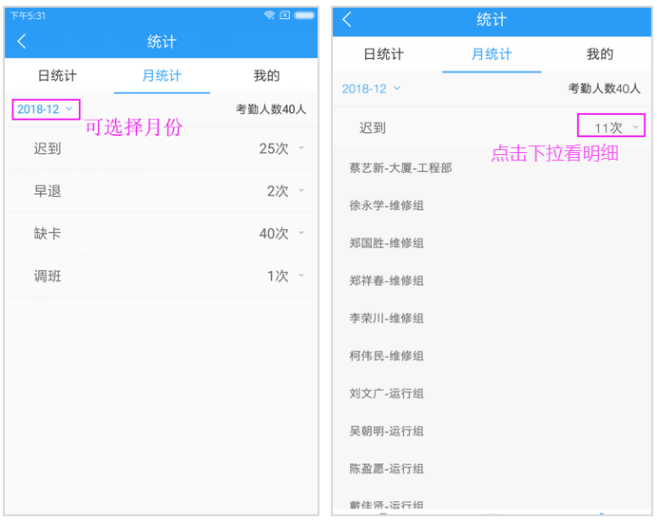 下午5:31
统计
日统计 月统计 我的
2018-12 考勤人数40人
可选择月份
迟到 25次
早退 2次
缺卡 40次
调班 1次
统计
日统计 月统计 我的
2018-12 考勤人数40人
迟到 11次
点击下拉看明细
蔡艺新-大厦-工程部
徐永学-维修组
郑国胜-维修组
郑祥春-维修组
李荣川-维修组
柯伟民-维修组
刘文广-运行组
吴朝明-运行组
陈盈愿-运行组
戴佳贤-运行组